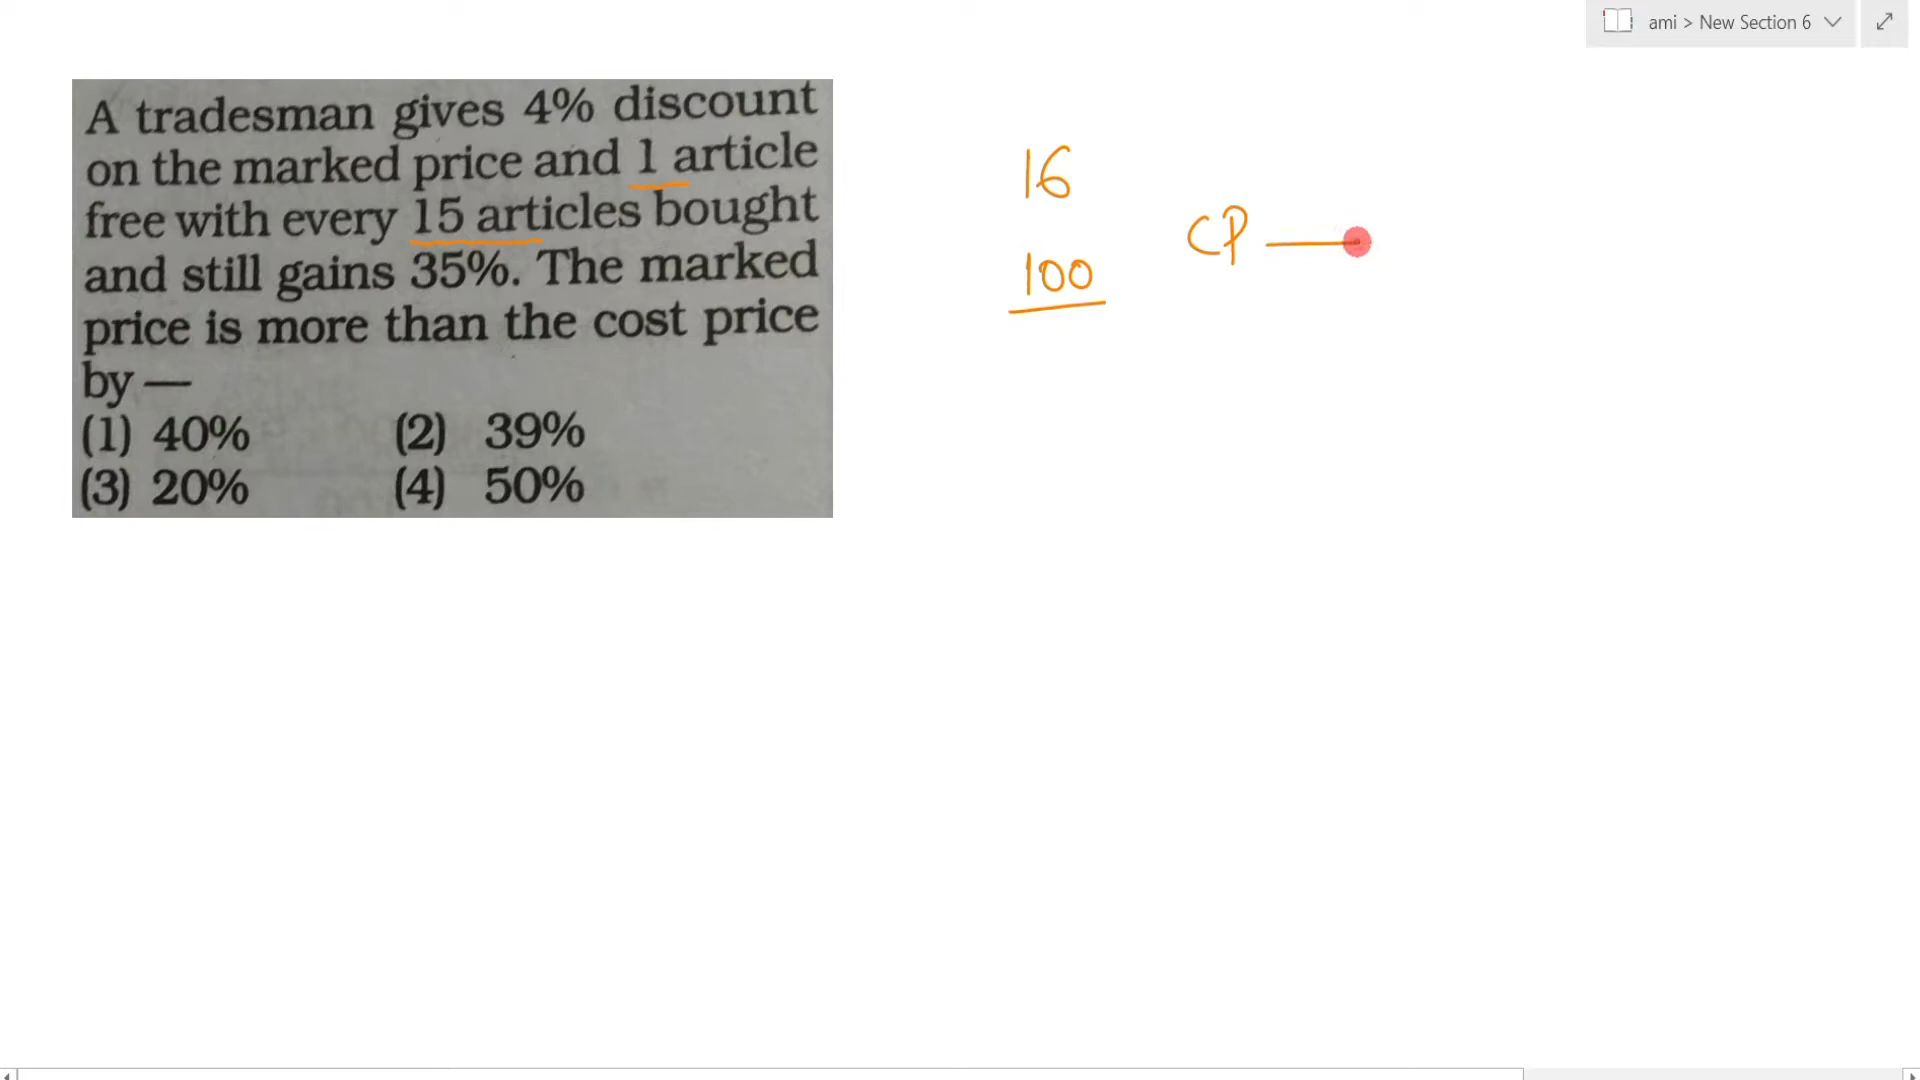 ami > New Section 6
A tradesman gives 4% discount
on the marked price and 1 article
free with every 15 articles bought
and still gains 35%. The marked
price is more than the cost price
by —
(1) 40% (2) 39%
(3) 20% (4) 50%
16
CP —
100